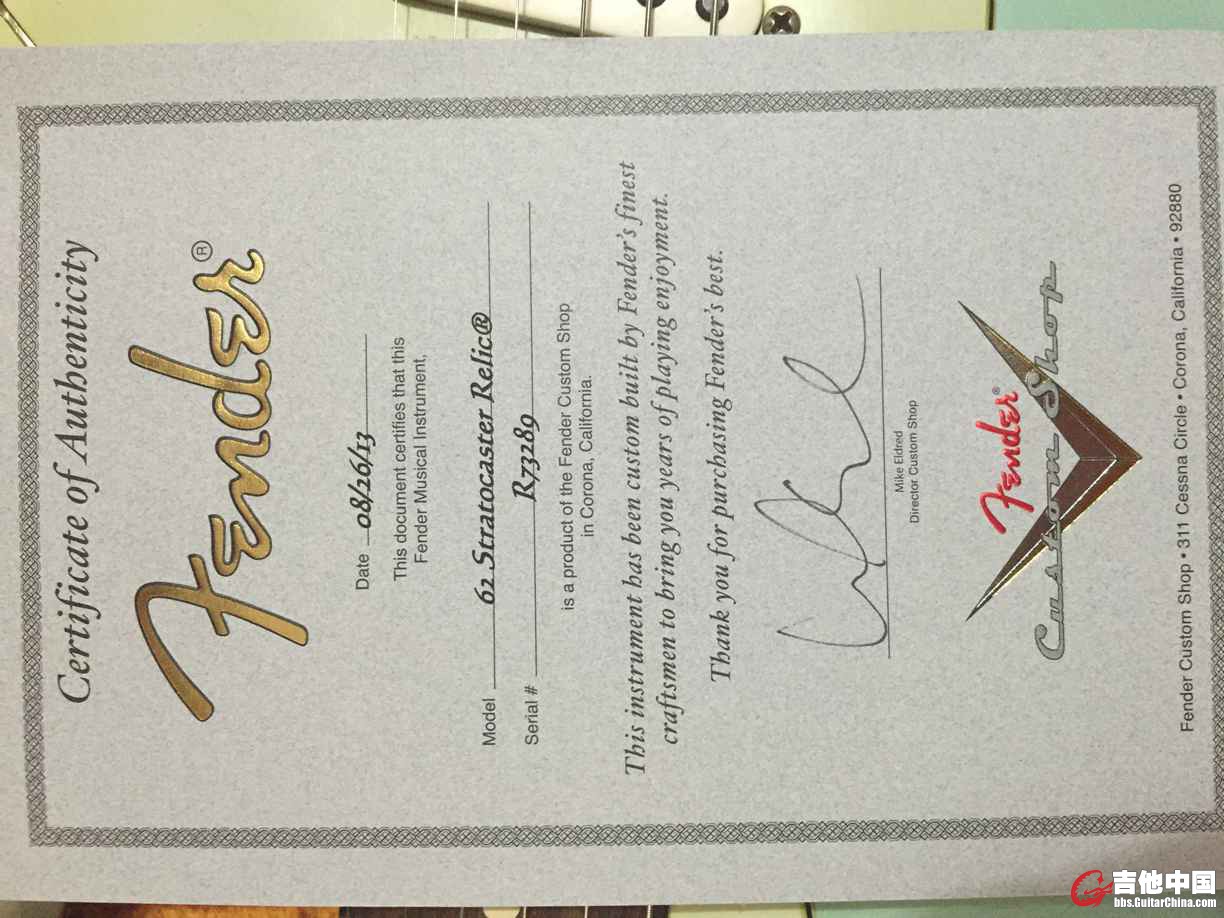 Certificate of Authenticity
Fender®
Date 08/26/13
This document certifies that this
Fender Musical Instrument,
Model 62 Stratocaster Relic®
Serial # R73289
is a product of the Fender Custom Shop
in Corona, California.
This instrument has been custom built by Fender's finest
craftsmen to bring you years of playing enjoyment.
Thank you for purchasing Fender's best.
Mike Eldred
Director Custom Shop
Fender®
Custom Shop
Fender Custom Shop • 311 Cessna Circle • Corona, California • 92880
吉他中国
bbs.GuitarChina.com